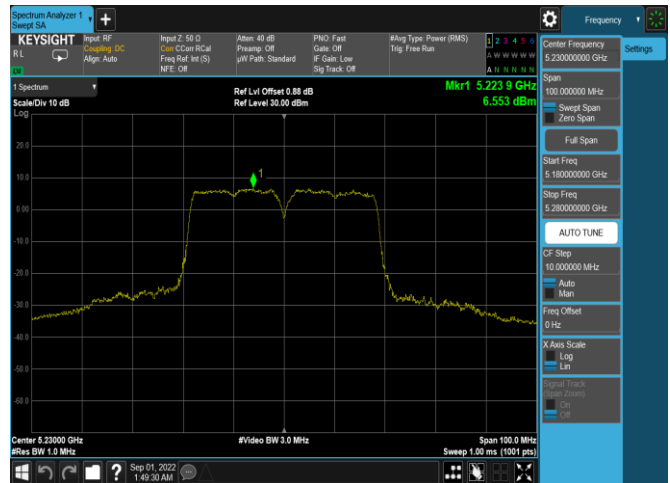 Spectrum Analyzer 1
Swept SA
+
Frequency
KEYSIGHT
RL
LV
Input: RF
Coupling: DC
Align: Auto
Input Z: 50 Ω
Corr CCorr RCal
Freq Ref: Int (S)
NFE: Off
Atten: 40 dB
Preamp: Off
µW Path: Standard
PNO: Fast
Gate: Off
IF Gain: Low
Sig Track: Off
#Avg Type: Power (RMS)
Trig: Free Run
1 2 3 4 5 6
A W W W W W
A N N N N N
1 Spectrum
Scale/Div 10 dB
Log
Ref Lvl Offset 0.88 dB
Ref Level 30.00 dBm
Mkr1 5.223 9 GHz
6.553 dBm
20.0
10.0
0.00
-10.0
-20.0
-30.0
-40.0
-50.0
-60.0
1
Center 5.23000 GHz
#Res BW 1.0 MHz
#Video BW 3.0 MHz
Span 100.0 MHz
Sweep 1.00 ms (1001 pts)
Sep 01, 2022
1:49:30 AM
Center Frequency
5.230000000 GHz
Settings
Span
100.000000 MHz
Swept Span
Zero Span
Full Span
Start Freq
5.180000000 GHz
Stop Freq
5.280000000 GHz
AUTO TUNE
CF Step
10.000000 MHz
Auto
Man
Freq Offset
0 Hz
X Axis Scale
Log
Lin
Signal Track
(Span Zoom)
On
Off